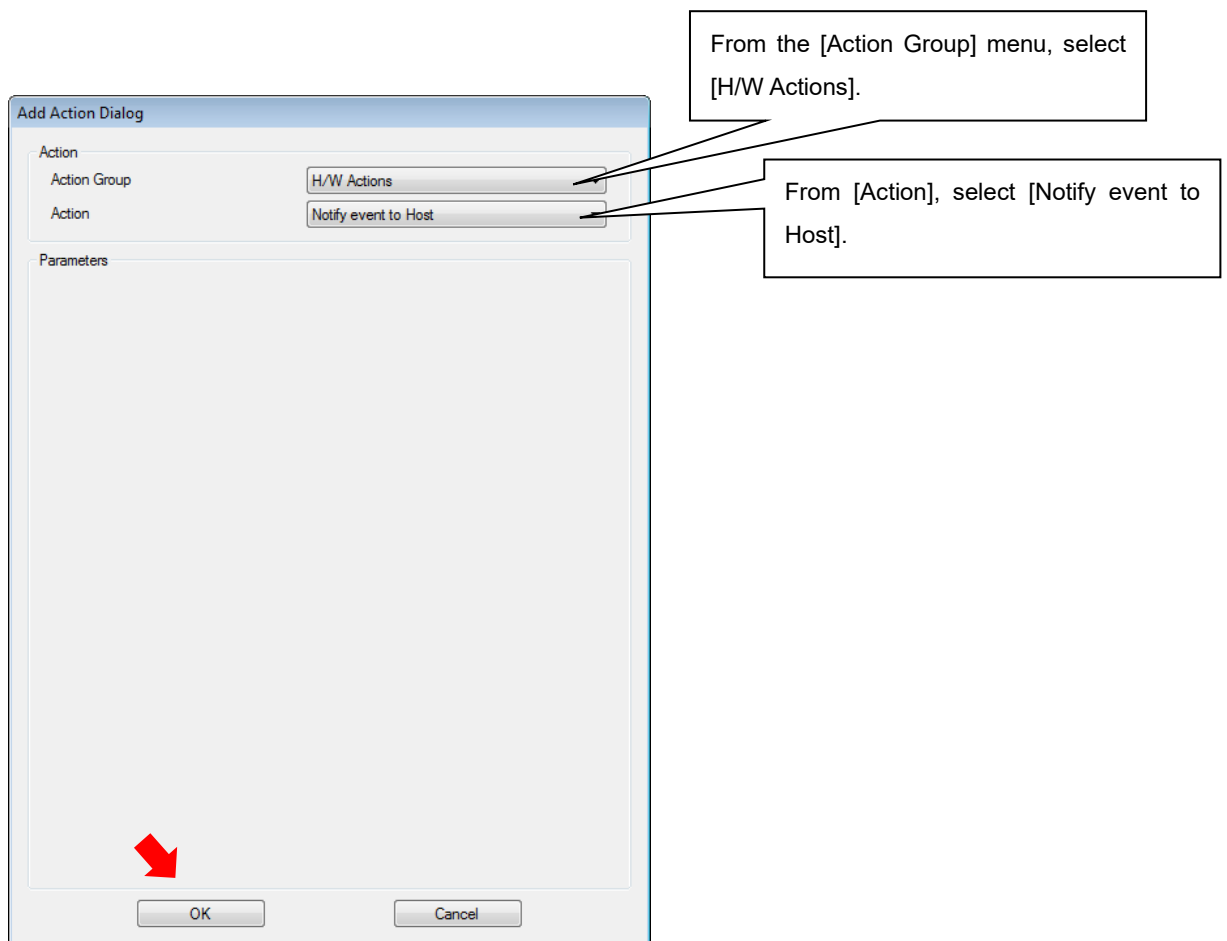 From the [Action Group] menu, select
[H/W Actions].
Add Action Dialog
Action
Action Group
H/W Actions
From [Action], select [Notify event to
Host].
Action
Notify event to Host
Parameters
OK
Cancel